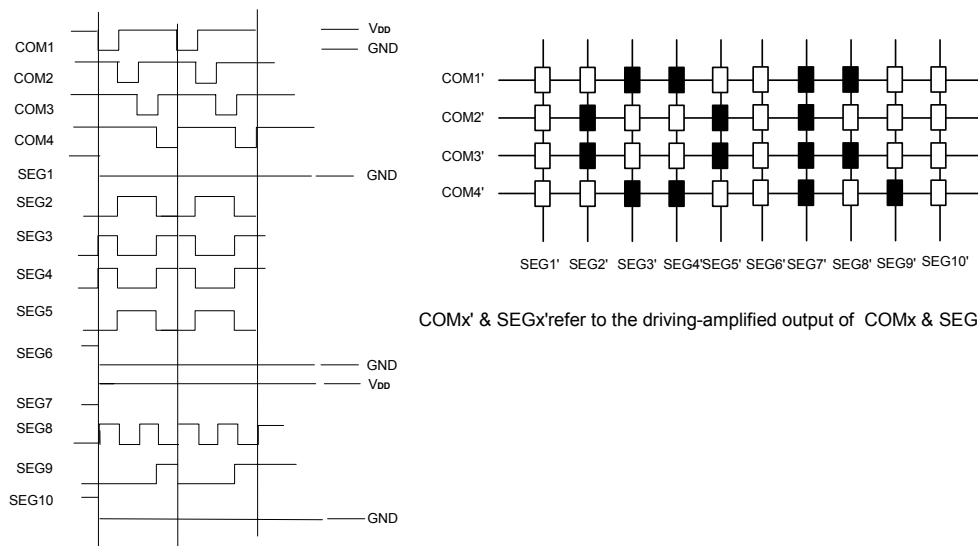 COM1
VDD
GND
COM2
COM3
COM4
SEG1
GND
SEG2
SEG3
SEG4
SEG5
SEG6
GND
VDD
SEG7
SEG8
SEG9
SEG10
GND
COM1'
COM2'
COM3'
COM4'
SEG1' SEG2' SEG3' SEG4' SEG5' SEG6' SEG7' SEG8' SEG9' SEG10'
COMx' & SEGx'refer to the driving-amplified output of COMx & SEG